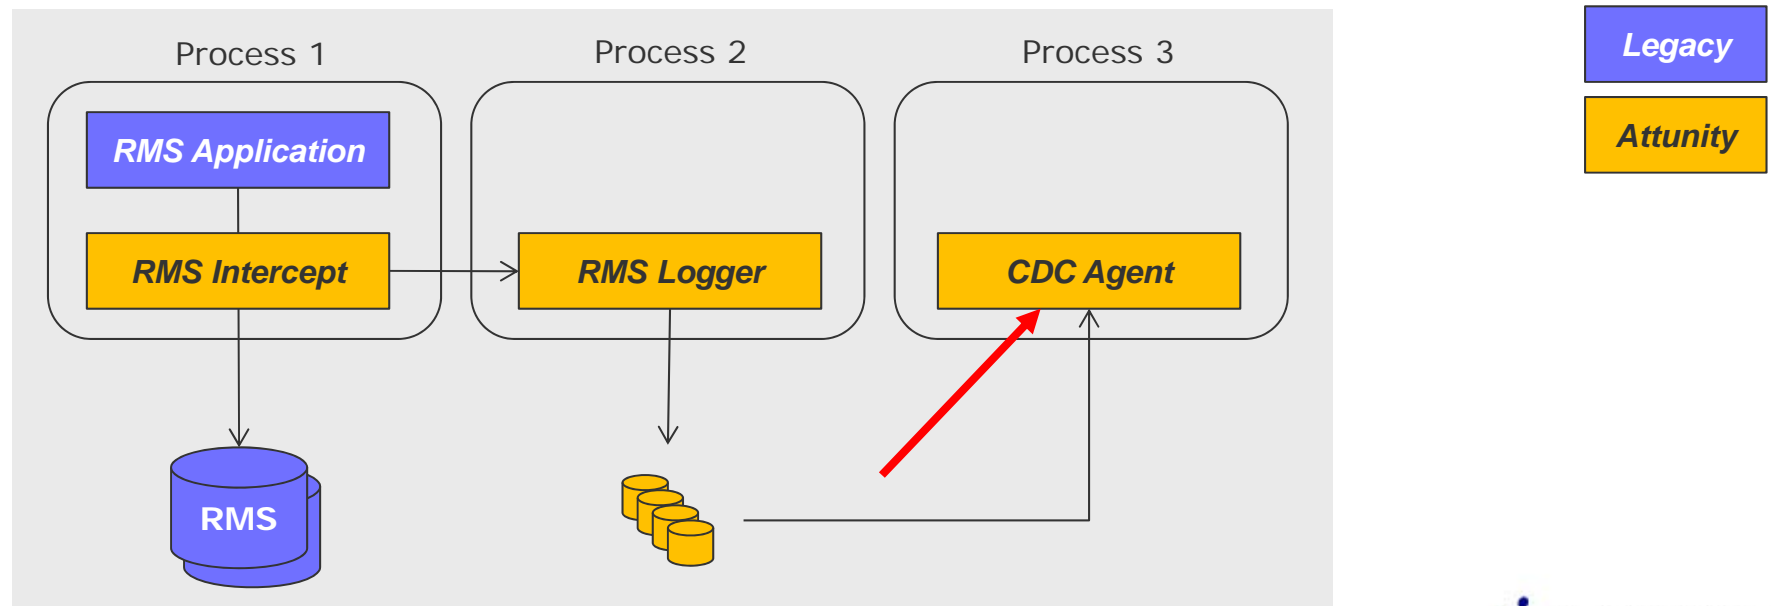 Process 1
Process 2
Process 3
Legacy
Attunity
RMS Application
RMS Intercept
RMS Logger
CDC Agent
RMS